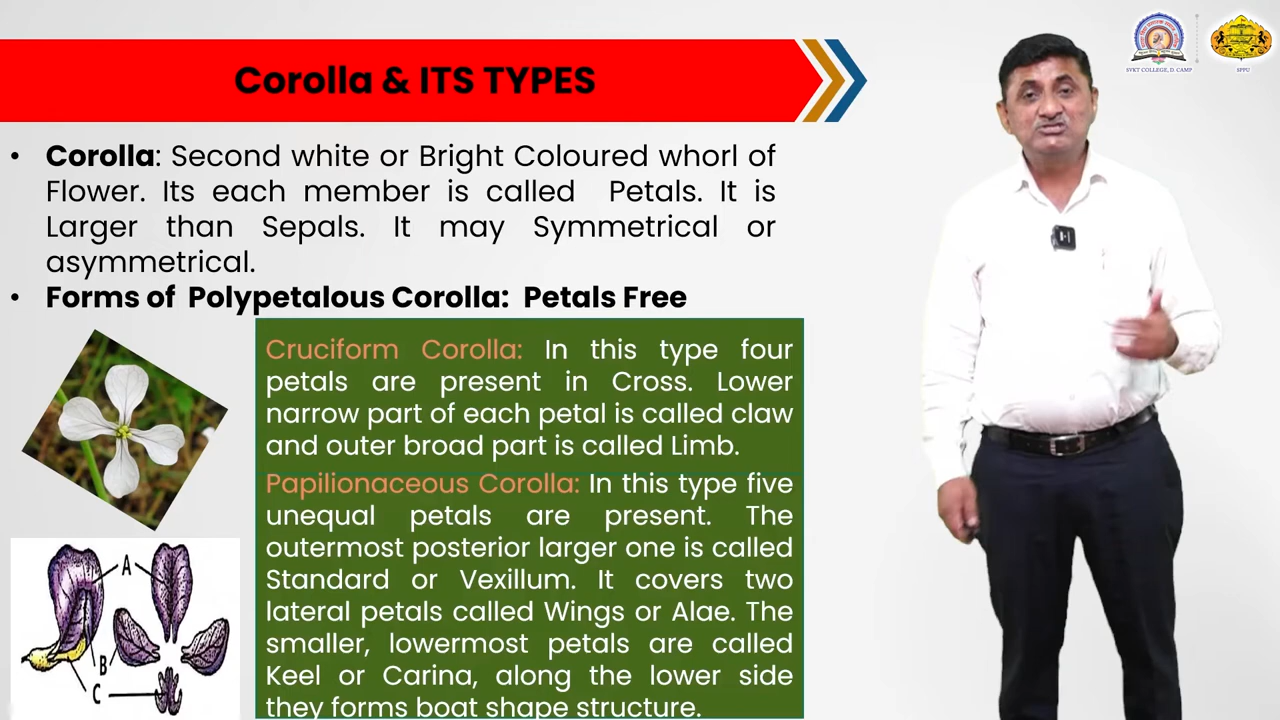 Corolla & ITS TYPES
SVKT COLLEGE, D. CAMP
SPPU
• Corolla: Second white or Bright Coloured whorl of
Flower. Its each member is called Petals. It is
Larger than Sepals. It may Symmetrical or
asymmetrical.
• Forms of Polypetalous Corolla: Petals Free
Cruciform Corolla: In this type four
petals are present in Cross. Lower
narrow part of each petal is called claw
and outer broad part is called Limb.
Papilionaceous Corolla: In this type five
unequal petals are present. The
outermost posterior larger one is called
Standard or Vexillum. It covers two
lateral petals called Wings or Alae. The
smaller, lowermost petals are called
Keel or Carina, along the lower side
they forms boat shape structure.
A
B
C